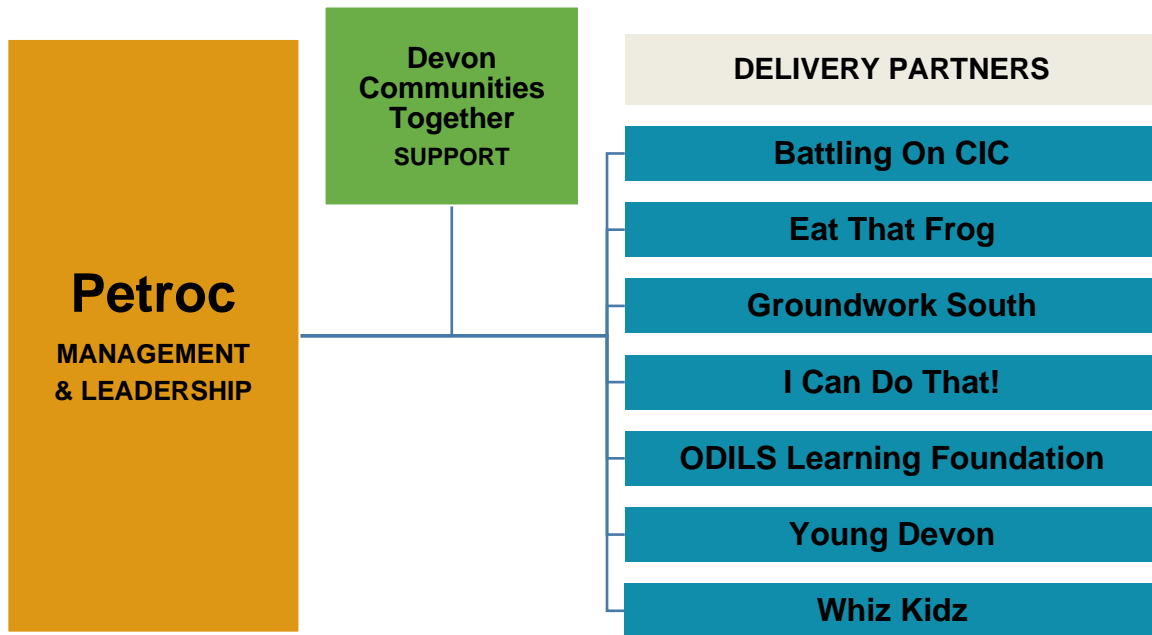 Petroc
MANAGEMENT
& LEADERSHIP
Devon
Communities
Together
SUPPORT
DELIVERY PARTNERS
Battling On CIC
Eat That Frog
Groundwork South
I Can Do That!
ODILS Learning Foundation
Young Devon
Whiz Kidz